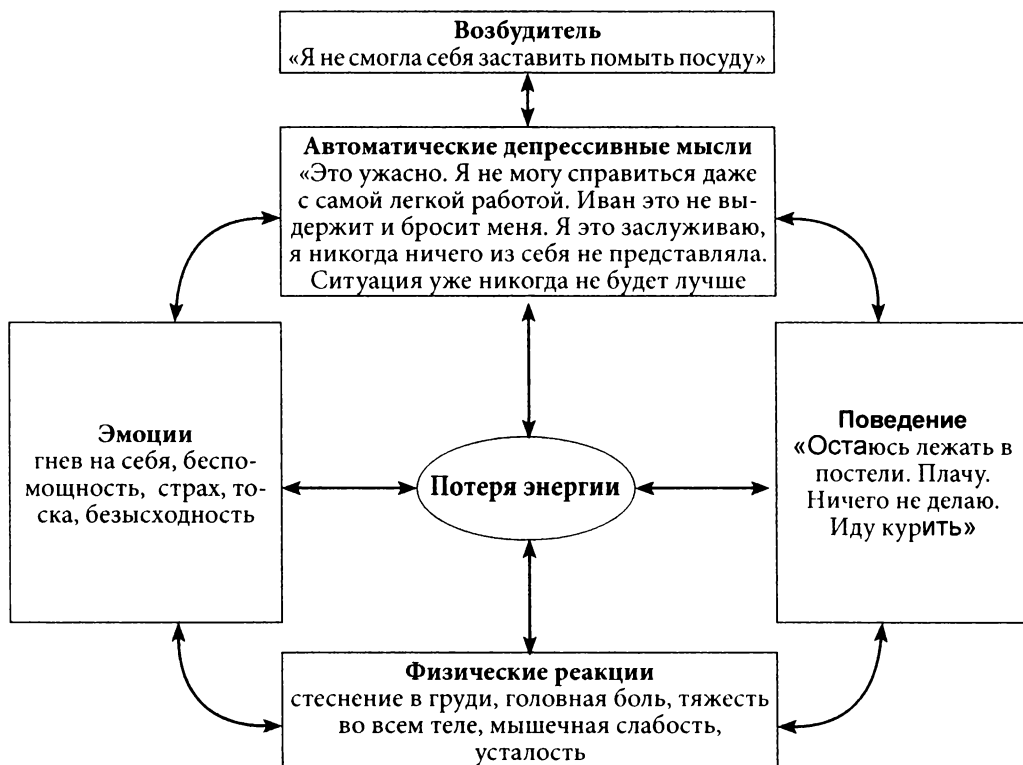 Возбудитель
«Я не смогла себя заставить помыть посуду»
Автоматические депрессивные мысли
«Это ужасно. Я не могу справиться даже
с самой легкой работой. Иван это не вы-
держит и бросит меня. Я это заслуживаю,
я никогда ничего из себя не представляла.
Ситуация уже никогда не будет лучше
Эмоции
гнев на себя, беспо-
мощность, страх, то-
ска, безысходность
Потеря энергии
Поведение
«Остаюсь лежать в
постели. Плачу.
Ничего не делаю.
Иду курить»
Физические реакции
стеснение в груди, головная боль, тяжесть
во всем теле, мышечная слабость,
усталость